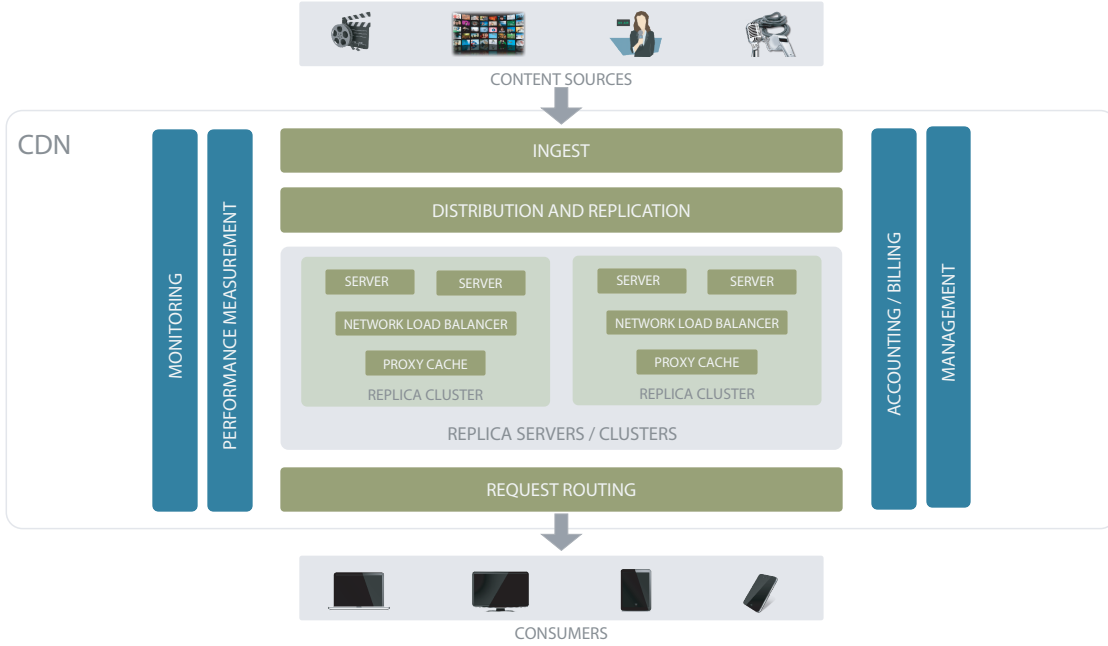 CONTENT SOURCES
CDN
MONITORING
PERFORMANCE MEASUREMENT
INGEST
DISTRIBUTION AND REPLICATION
SERVER
SERVER
NETWORK LOAD BALANCER
PROXY CACHE
REPLICA CLUSTER
SERVER
SERVER
NETWORK LOAD BALANCER
PROXY CACHE
REPLICA CLUSTER
REPLICA SERVERS / CLUSTERS
REQUEST ROUTING
ACCOUNTING / BILLING
MANAGEMENT
CONSUMERS